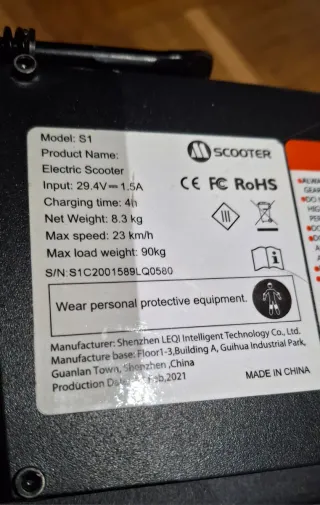 Model: S1
Product Name:
Electric Scooter
Input: 29.4V⎓1.5A
Charging time: 4h
Net Weight: 8.3 kg
Max speed: 23 km/h
Max load weight: 90kg
S/N: S1C2001589LQ0580
SCOOTER
CE FC RoHS
III
i
Wear personal protective equipment.
Manufacturer: Shenzhen LEQI Intelligent Technology Co., Ltd.
Manufacture base: Floor1-3,Building A, Guihua Industrial Park,
Guanlan Town, Shenzhen ,China
Production Feb,2021
MADE IN CHINA